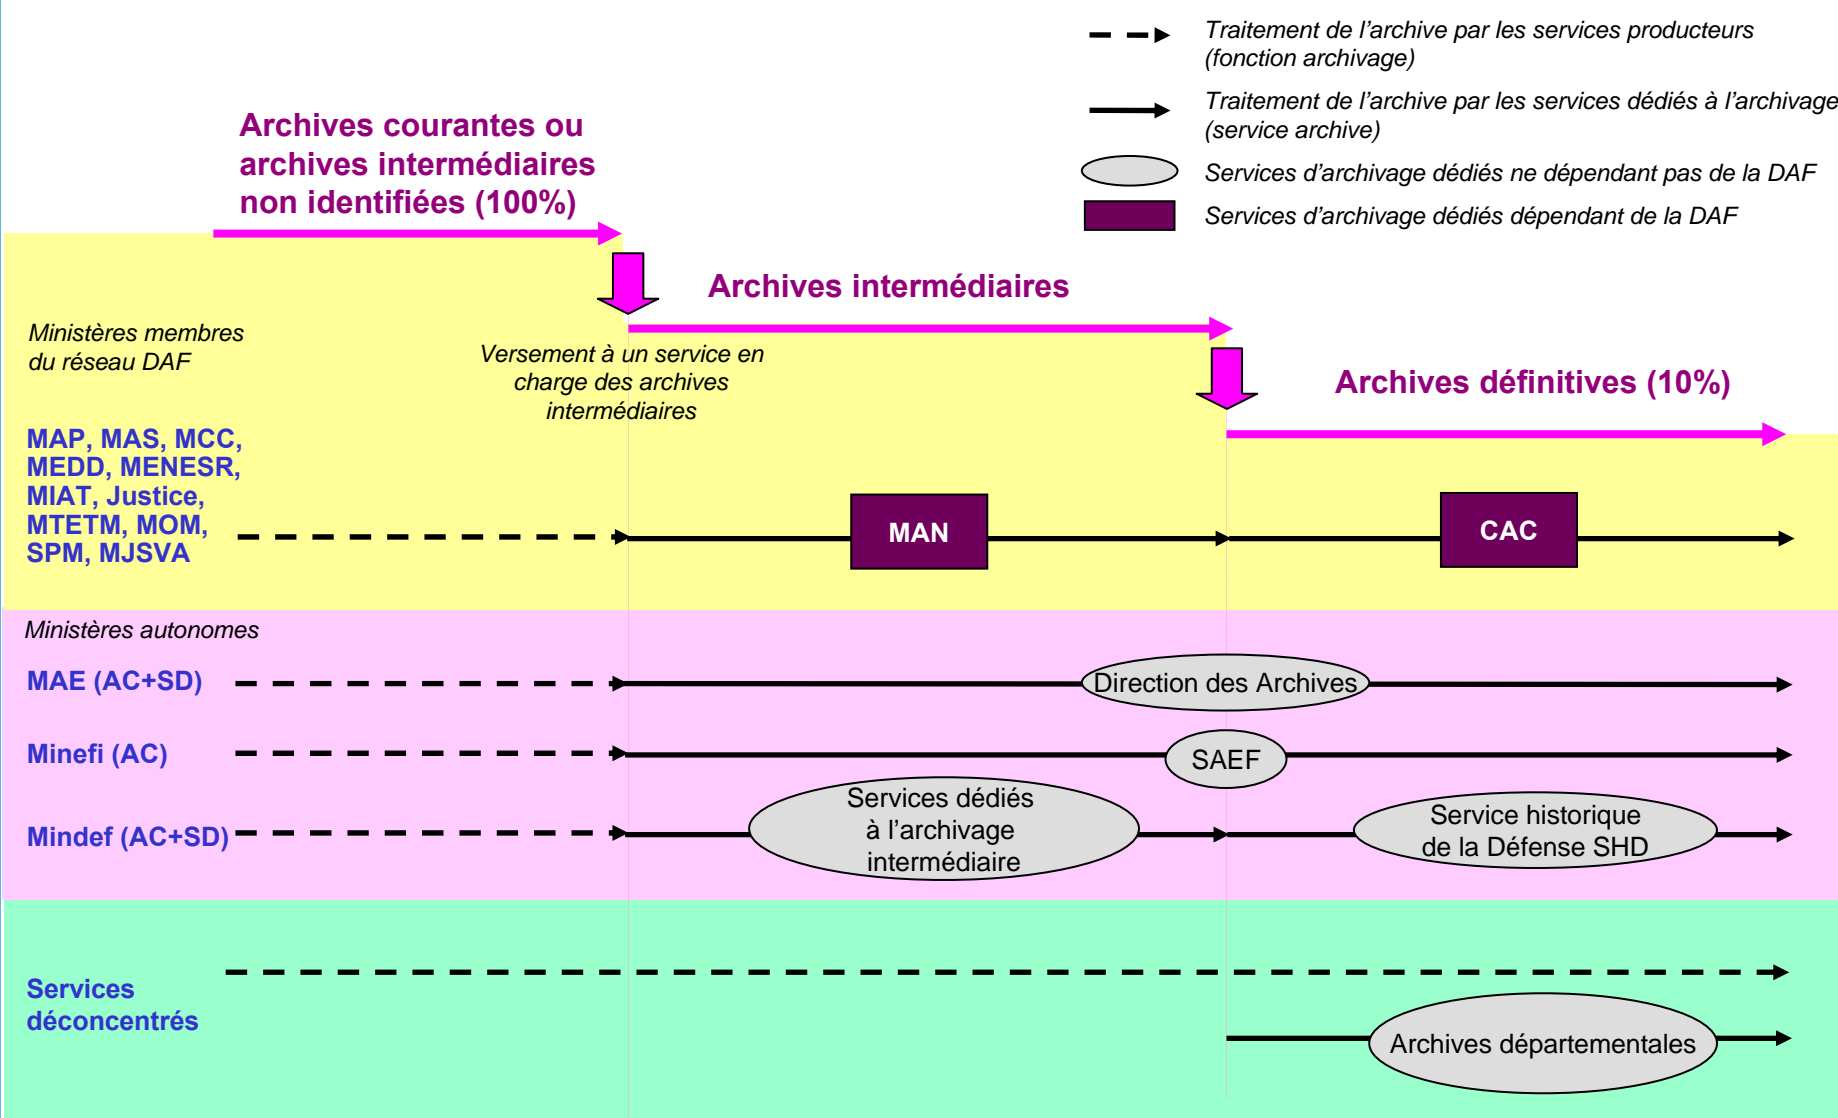 Traitement de l'archive par les services producteurs
(fonction archivage)
Traitement de l'archive par les services dédiés à l'archivage
(service archive)
Services d'archivage dédiés ne dépendant pas de la DAF
Services d'archivage dédiés dépendant de la DAF
Archives courantes ou
archives intermédiaires
non identifiées (100%)
Archives intermédiaires
Archives définitives (10%)
Ministères membres
du réseau DAF
Versement à un service en
charge des archives
intermédiaires
MAP, MAS, MCC,
MEDD, MENESR,
MIAT, Justice,
MTETM, MOM,
SPM, MJSVA
MAN
CAC
Ministères autonomes
MAE (AC+SD)
Direction des Archives
Minefi (AC)
SAEF
Mindef (AC+SD)
Services dédiés
à l'archivage
intermédiaire
Service historique
de la Défense SHD
Services
déconcentrés
Archives départementales